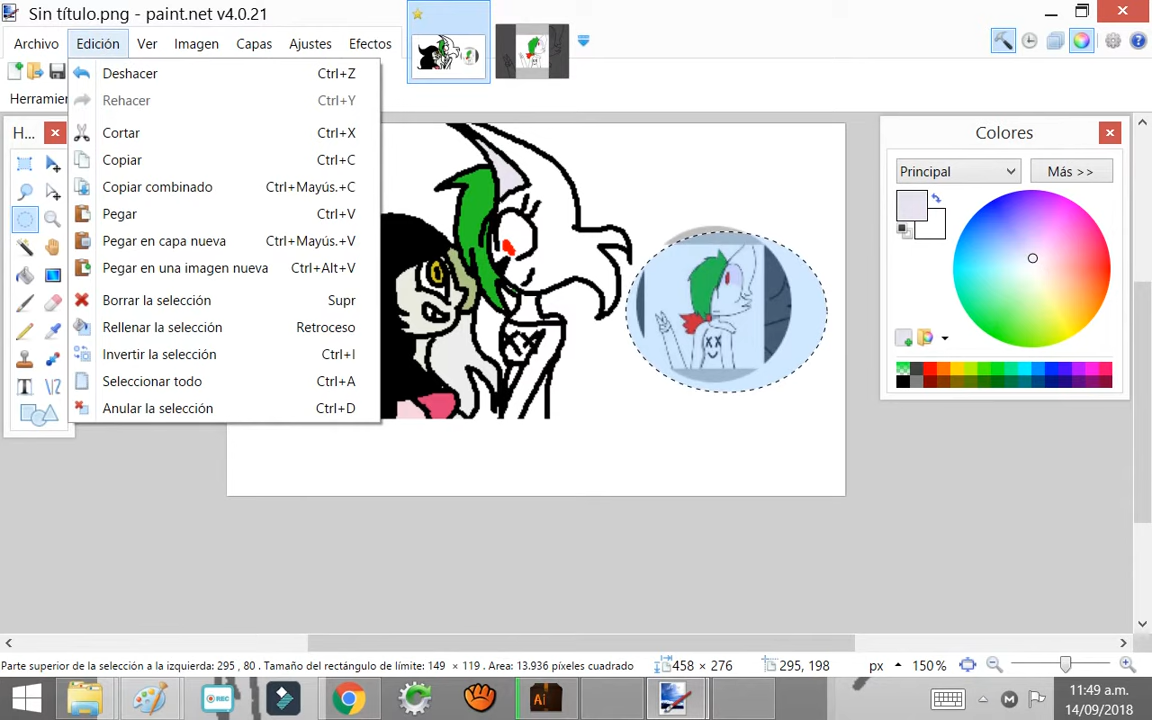 Sin título.png - paint.net v4.0.21
Archivo Edición Ver Imagen Capas Ajustes Efectos
Herramien
Deshacer Ctrl+Z
Rehacer Ctrl+Y
Cortar Ctrl+X
Copiar Ctrl+C
Copiar combinado Ctrl+Mayús.+C
Pegar Ctrl+V
Pegar en capa nueva Ctrl+Mayús.+V
Pegar en una imagen nueva Ctrl+Alt+V
Borrar la selección Supr
Rellenar la selección Retroceso
Invertir la selección Ctrl+I
Seleccionar todo Ctrl+A
Anular la selección Ctrl+D
H...
Colores
Principal Más >>
Parte superior de la selección a la izquierda: 295 , 80 . Tamaño del rectángulo de límite: 149 × 119 . Area: 13.936 píxeles cuadrado 458 × 276 295, 198 px 150%
REC Ai M 11:49 a.m.
14/09/2018